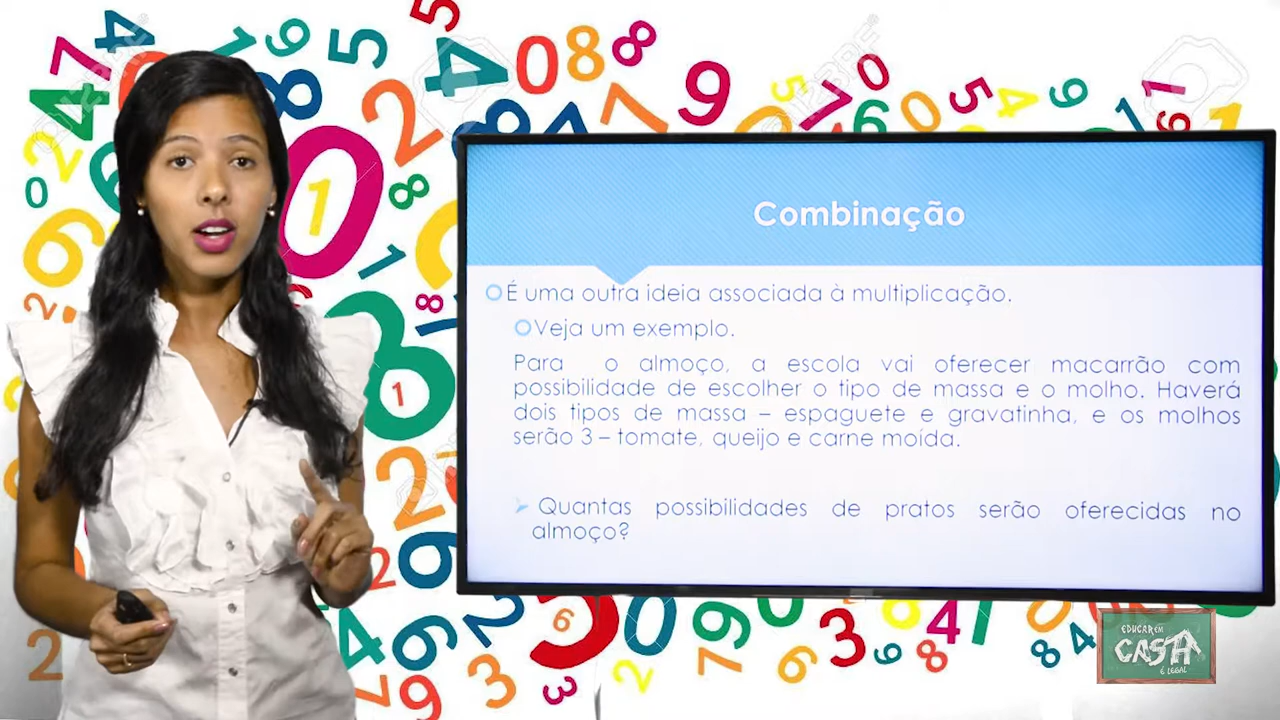 Combinação
É uma outra ideia associada à multiplicação.
Veja um exemplo.
Para o almoço, a escola vai oferecer macarrão com
possibilidade de escolher o tipo de massa e o molho. Haverá
dois tipos de massa – espaguete e gravatinha, e os molhos
serão 3 – tomate, queijo e carne moída.
Quantas possibilidades de pratos serão oferecidas no
almoço?
EDUCAR EM
CASA
É LEGAL